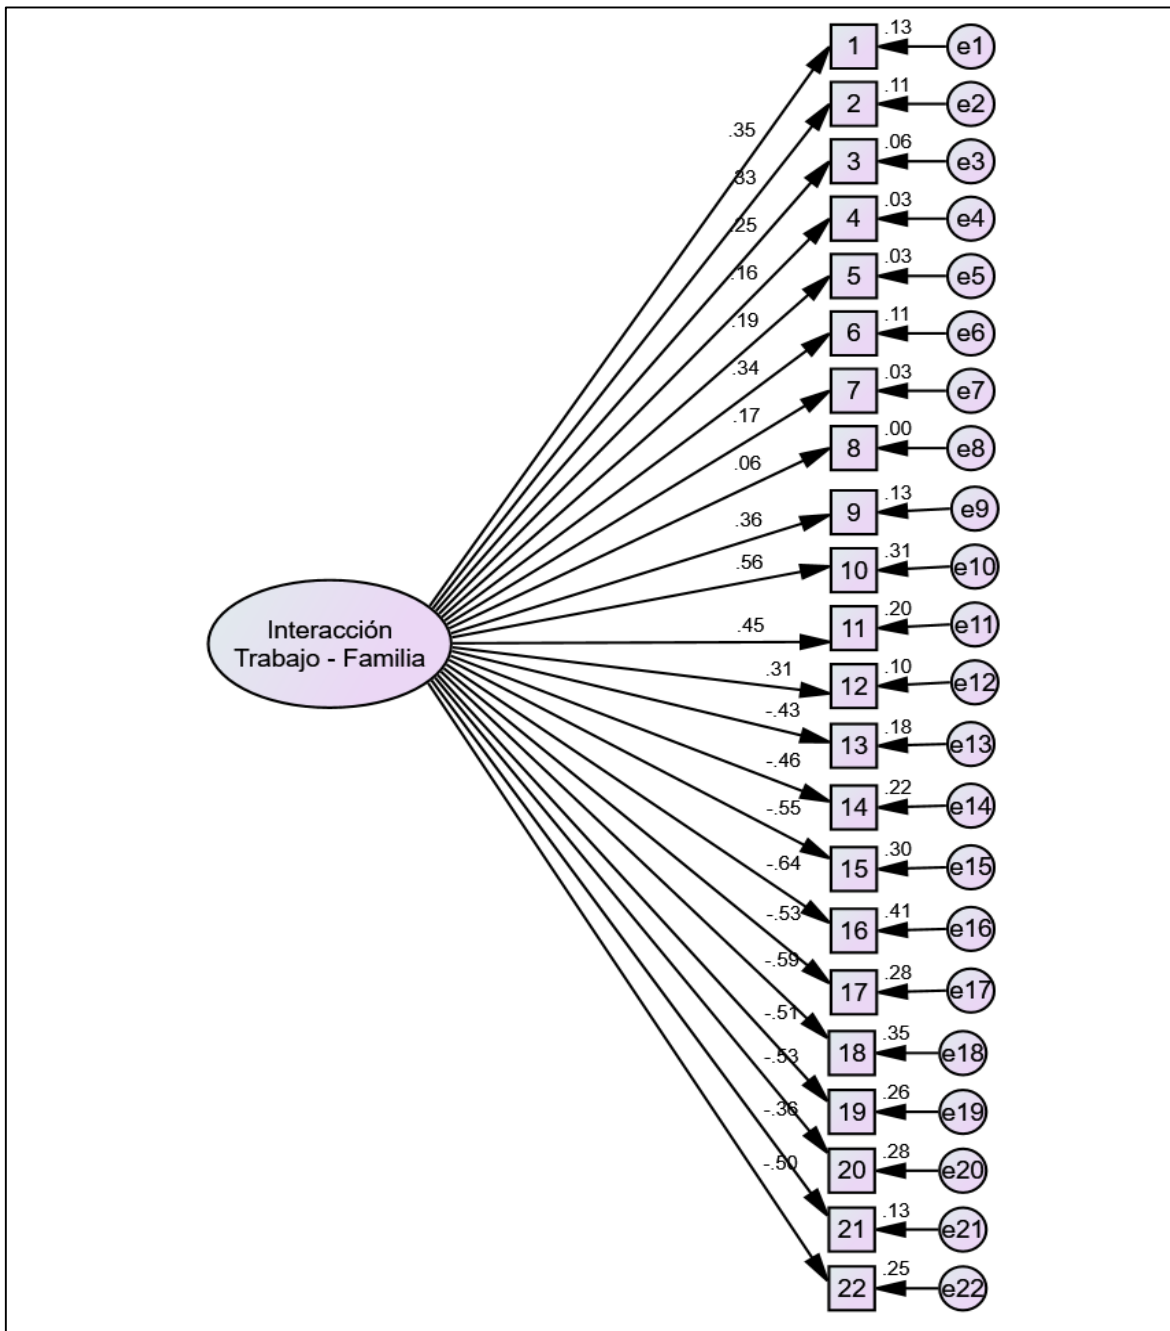 .13
1
e1
.11
2
e2
.35
.06
3
e3
.33
.03
4
e4
.25
.03
5
e5
.16
.11
6
e6
.19
.03
7
e7
.34
.00
8
e8
.17
.13
9
e9
.06
.31
10
e10
.36
.20
11
e11
.56
.10
12
e12
.45
Interacción
Trabajo - Familia
.31
.18
13
e13
-.43
.22
14
e14
-.46
.30
15
e15
-.55
.41
16
e16
-.64
.28
17
e17
-.53
.35
18
e18
-.59
.26
19
e19
-.51
.28
20
e20
-.53
.13
21
e21
-.36
.25
22
e22
-.50